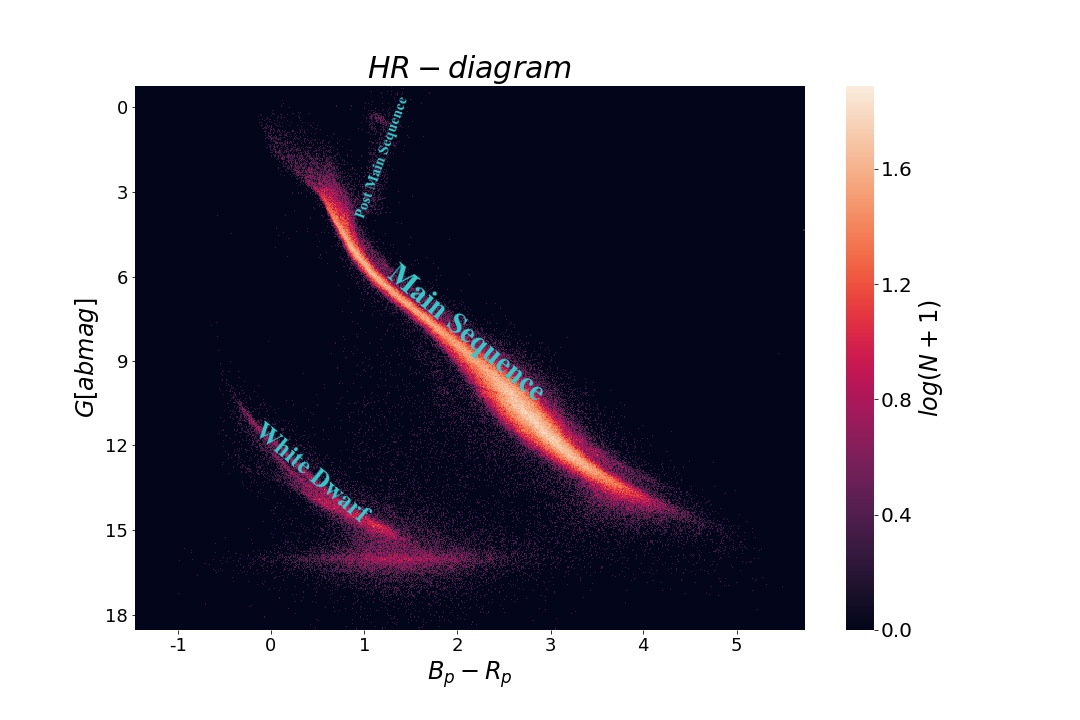 HR − diagram
Post Main Sequence
Main Sequence
White Dwarf
0
3
6
9
12
15
18
G[abmag]
-1 0 1 2 3 4 5
Bₚ − Rₚ
1.6
1.2
0.8
0.4
0.0
log(N + 1)